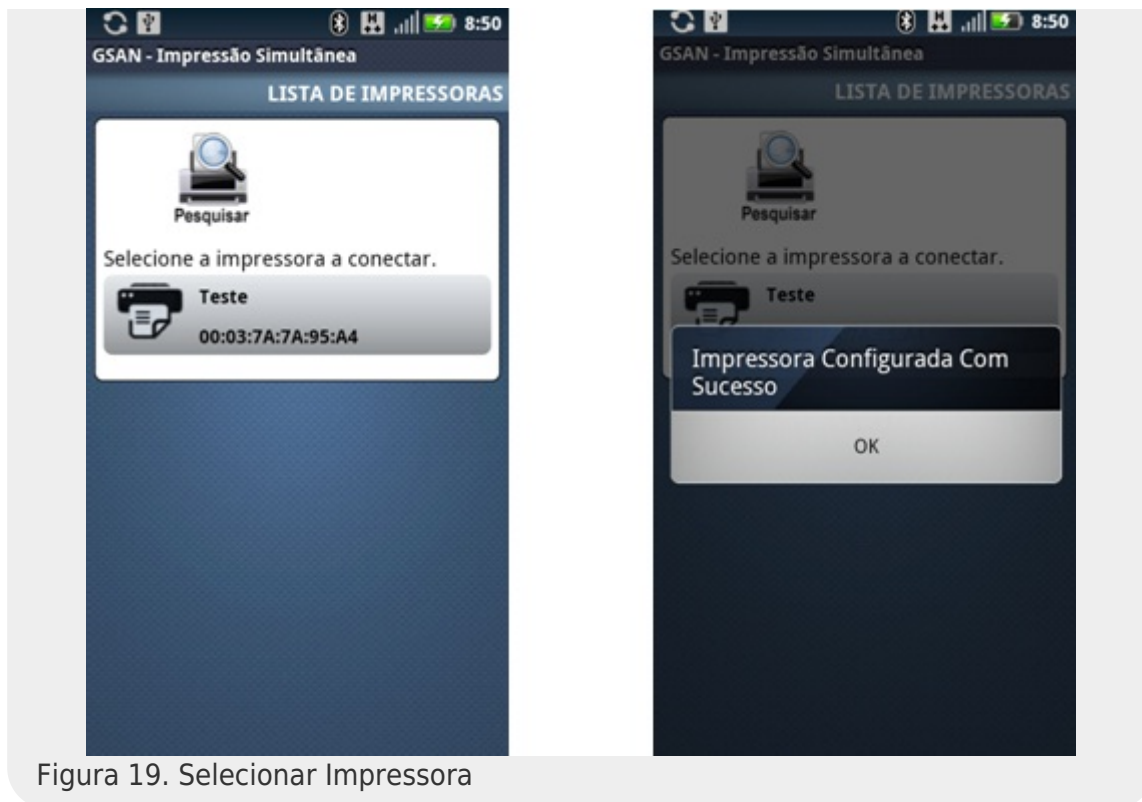 8:50
GSAN - Impressão Simultânea
LISTA DE IMPRESSORAS
Pesquisar
Selecione a impressora a conectar.
Teste
00:03:7A:7A:95:A4
8:50
GSAN - Impressão Simultânea
LISTA DE IMPRESSORAS
Pesquisar
Selecione a impressora a conectar.
Teste
Impressora Configurada Com
Sucesso
OK
Figura 19. Selecionar Impressora